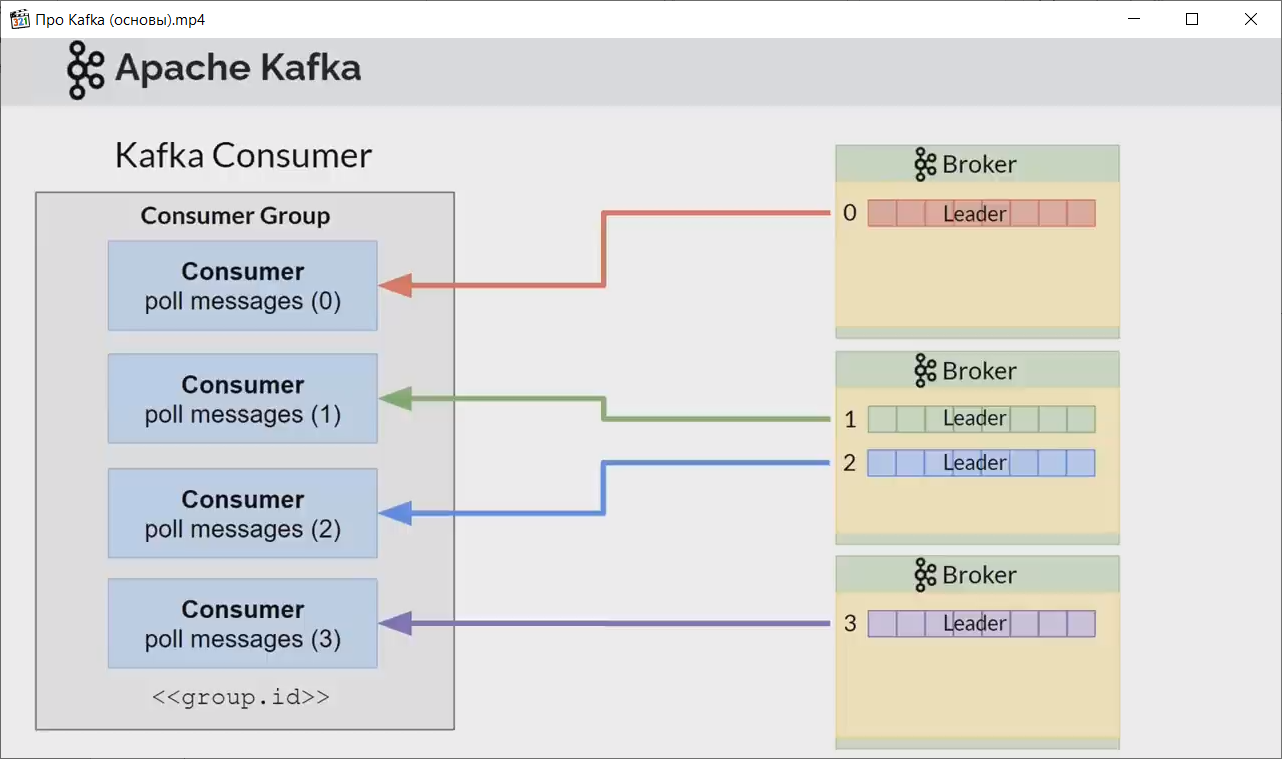 Про Kafka (основы).mp4
Apache Kafka
Kafka Consumer
Consumer Group
Consumer
poll messages (0)
Consumer
poll messages (1)
Consumer
poll messages (2)
Consumer
poll messages (3)
<<group.id>>
Broker
0 Leader
Broker
1 Leader
2 Leader
Broker
3 Leader